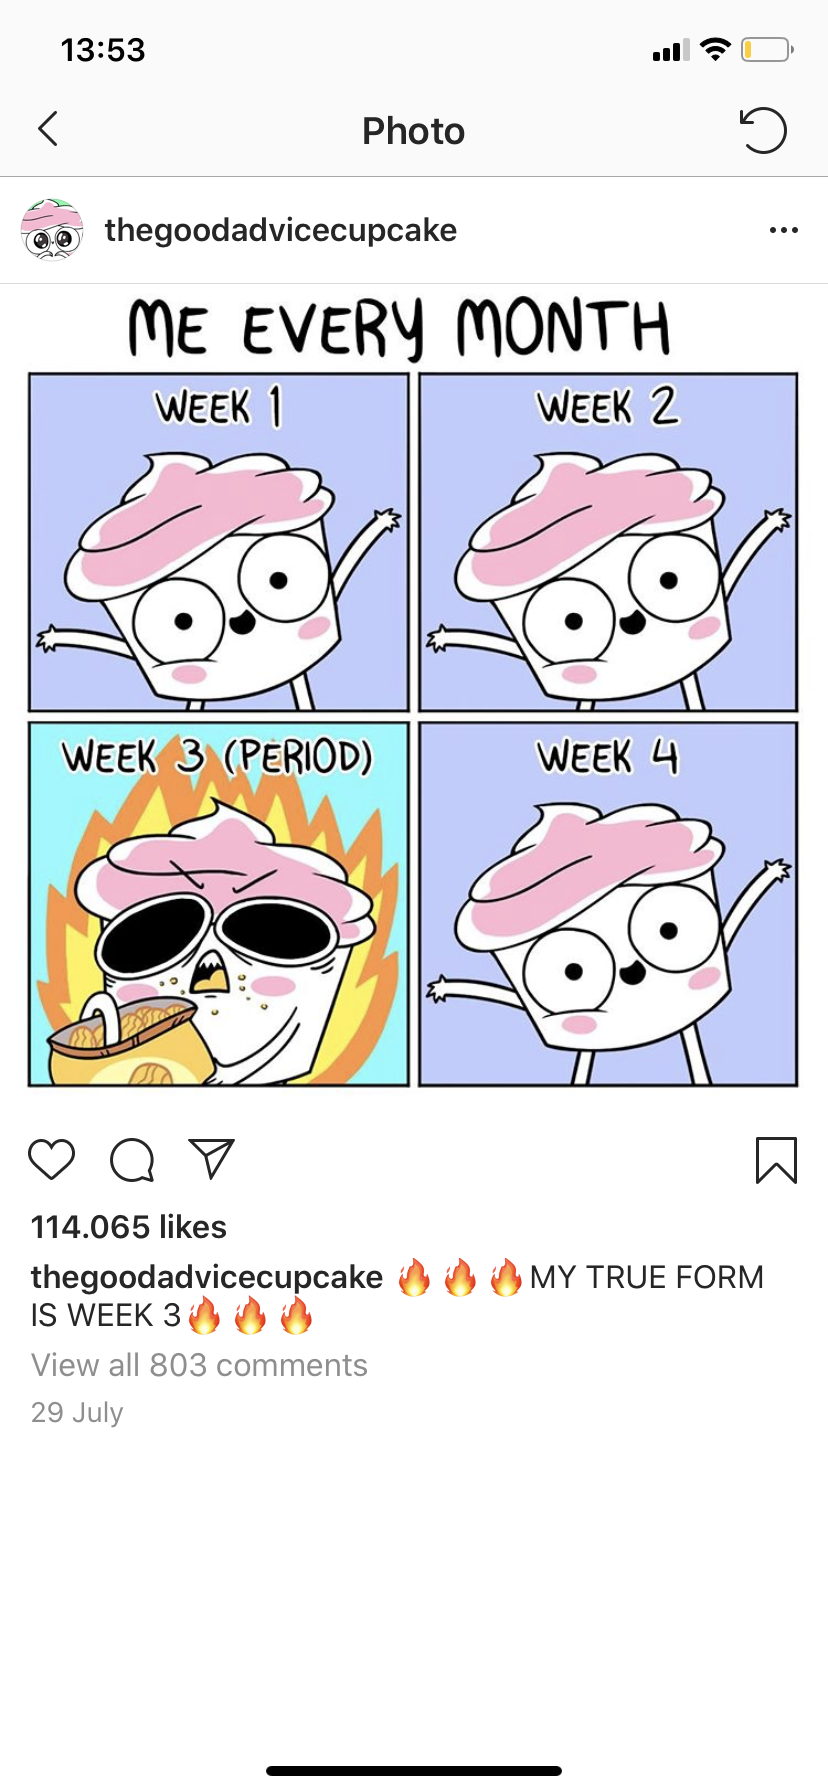 13:53
Photo
thegoodadvicecupcake
ME EVERY MONTH
WEEK 1
WEEK 2
WEEK 3 (PERIOD)
WEEK 4
114.065 likes
thegoodadvicecupcake 🔥🔥🔥MY TRUE FORM
IS WEEK 3🔥🔥🔥
View all 803 comments
29 July